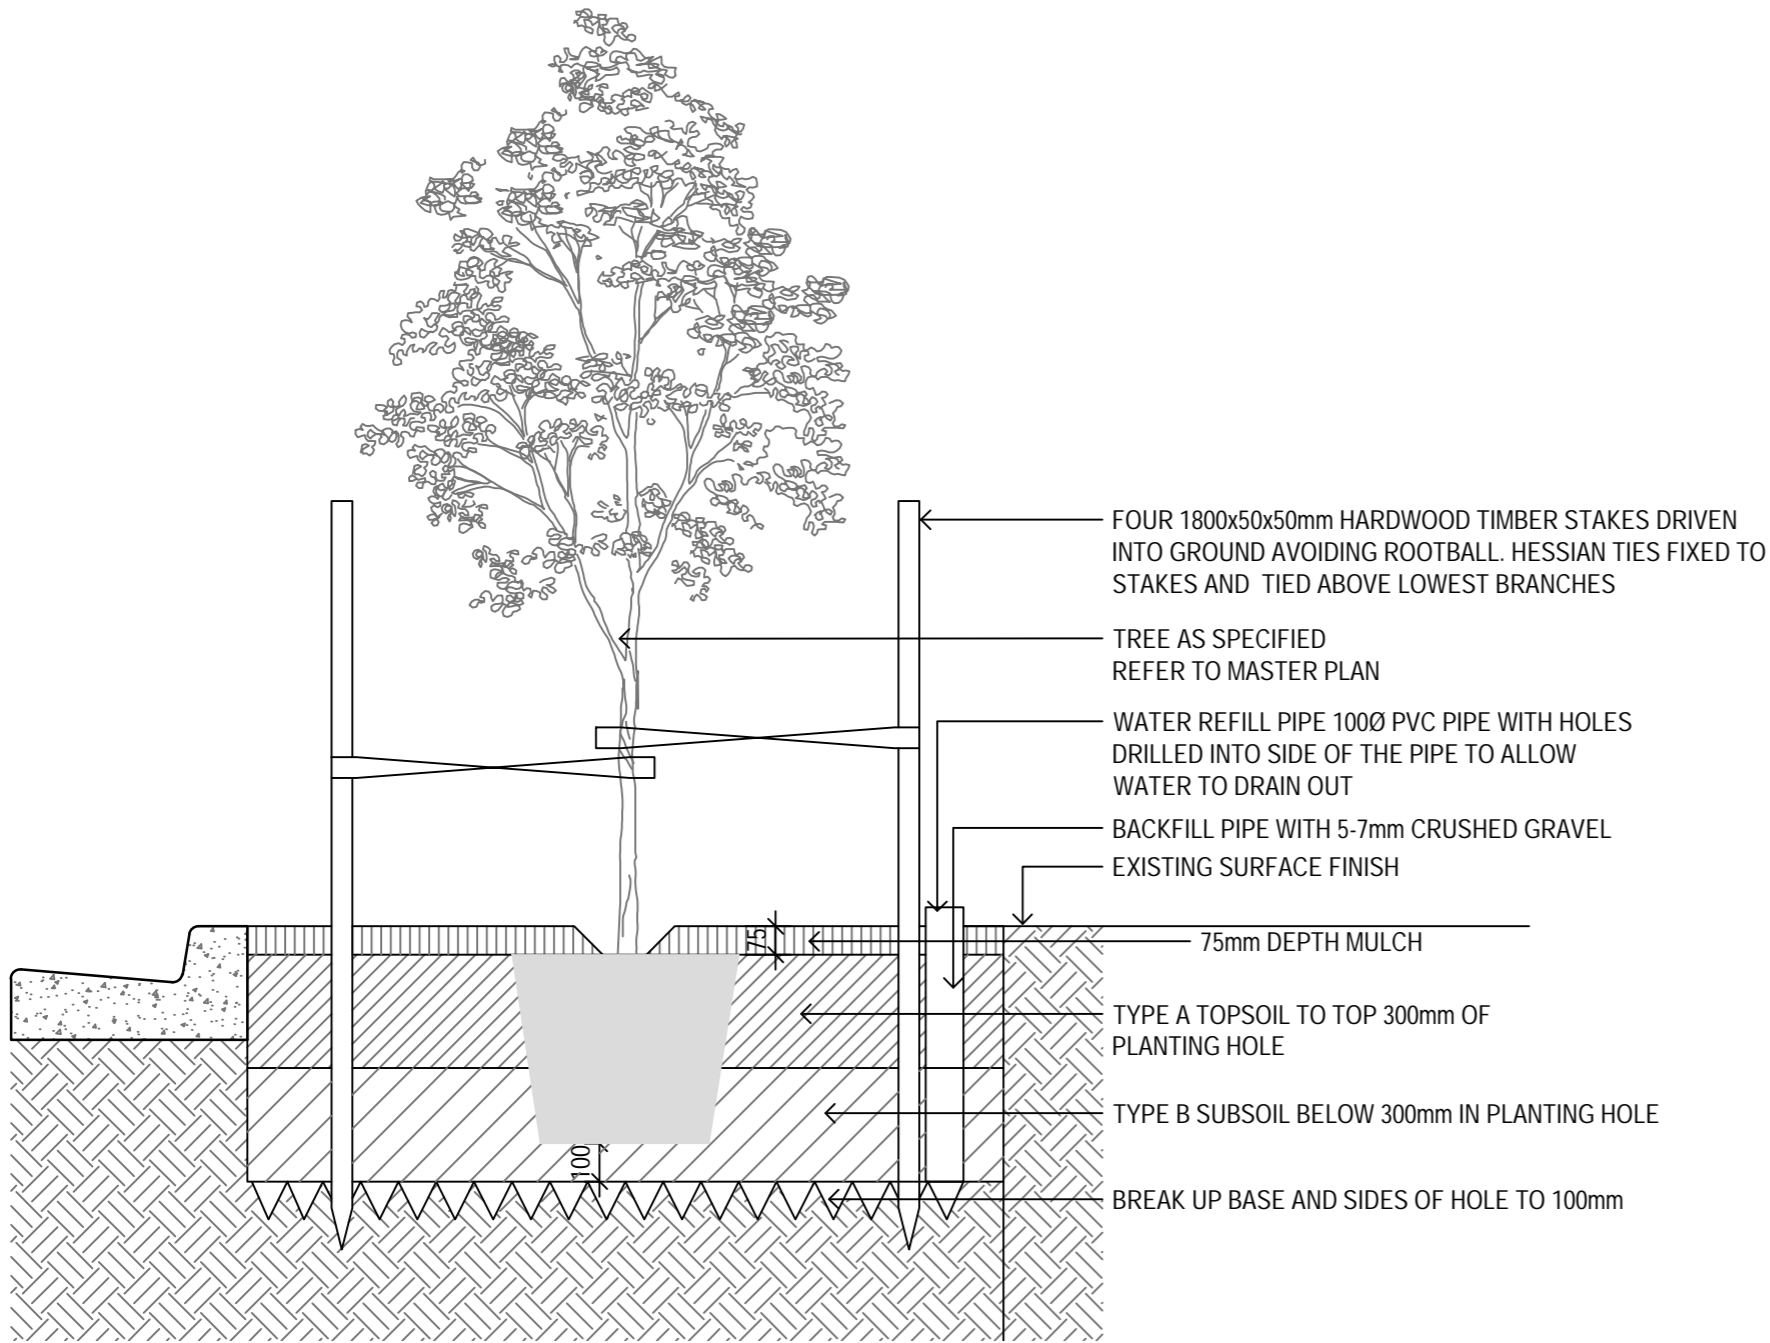 FOUR 1800x50x50mm HARDWOOD TIMBER STAKES DRIVEN
INTO GROUND AVOIDING ROOTBALL. HESSIAN TIES FIXED TO
STAKES AND  TIED ABOVE LOWEST BRANCHES
TREE AS SPECIFIED
REFER TO MASTER PLAN
WATER REFILL PIPE 100Ø PVC PIPE WITH HOLES
DRILLED INTO SIDE OF THE PIPE TO ALLOW
WATER TO DRAIN OUT
BACKFILL PIPE WITH 5-7mm CRUSHED GRAVEL
EXISTING SURFACE FINISH
75
75mm DEPTH MULCH
TYPE A TOPSOIL TO TOP 300mm OF
PLANTING HOLE
TYPE B SUBSOIL BELOW 300mm IN PLANTING HOLE
100
BREAK UP BASE AND SIDES OF HOLE TO 100mm